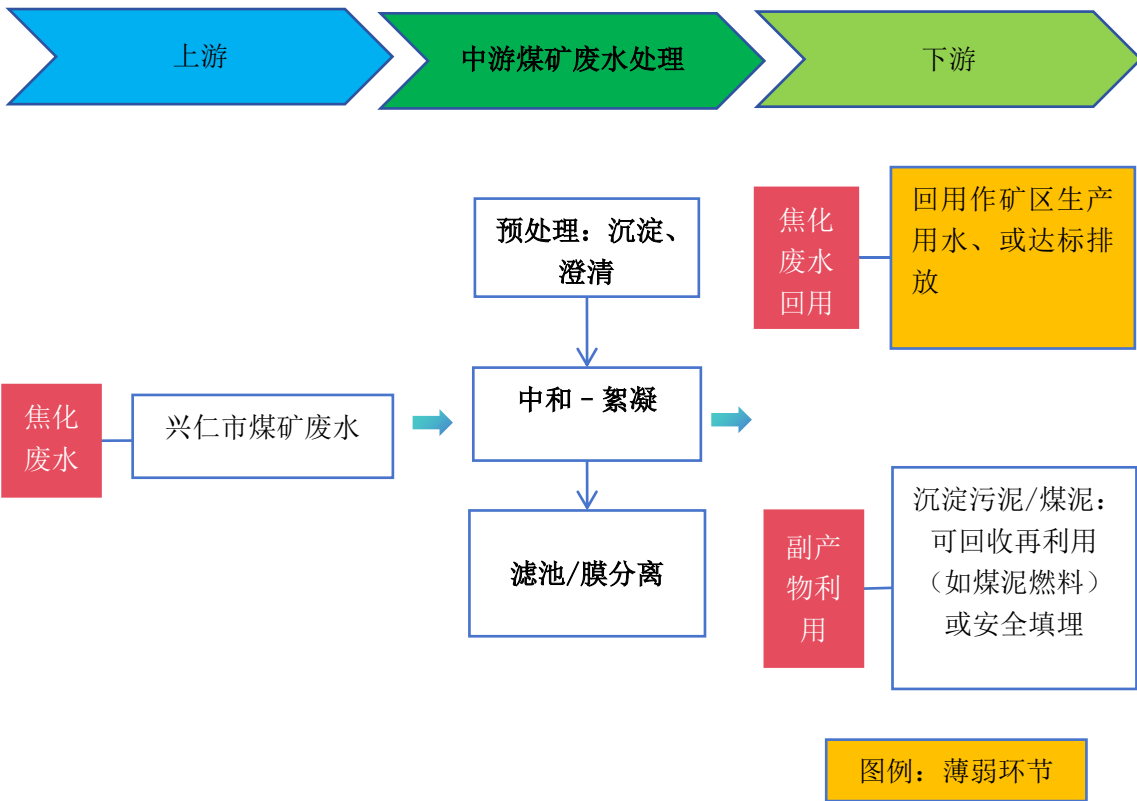 上游
中游煤矿废水处理
下游
焦化
废水
兴仁市煤矿废水
预处理：沉淀、
澄清
中和－絮凝
滤池/膜分离
焦化
废水
回用
回用作矿区生产
用水、或达标排
放
副产
物利
用
沉淀污泥/煤泥：
可回收再利用
（如煤泥燃料）
或安全填埋
图例：薄弱环节